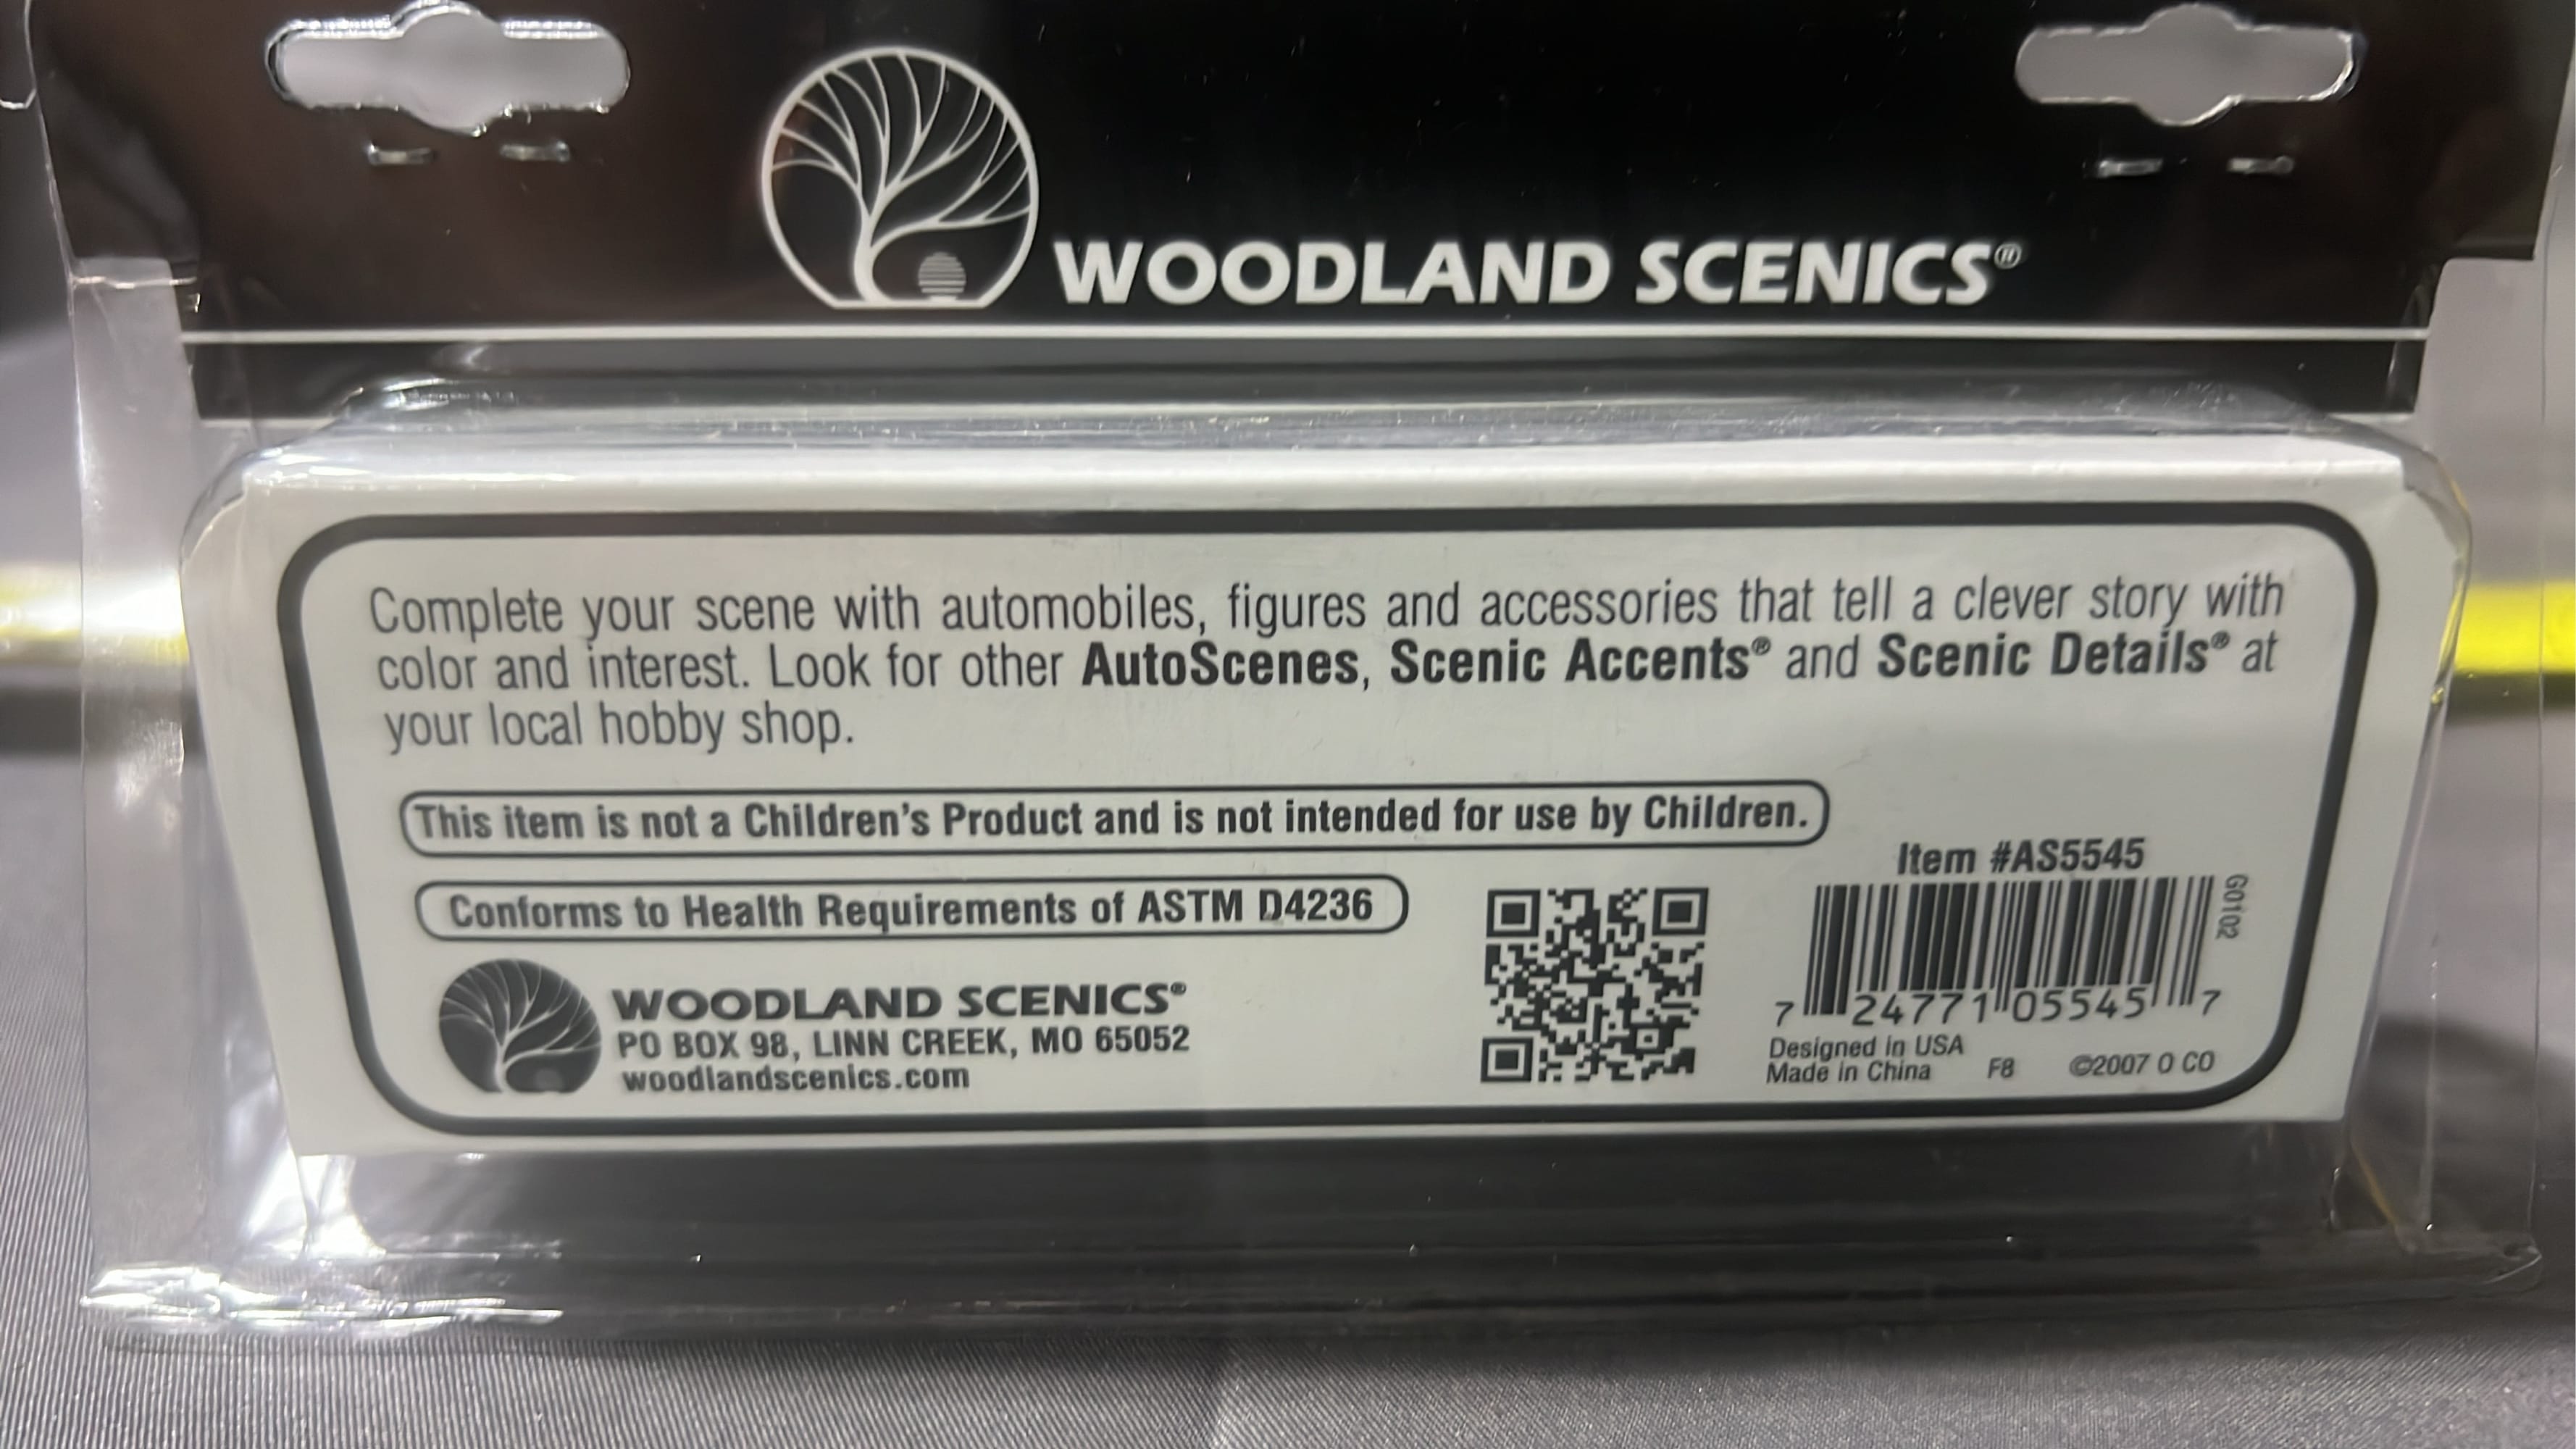 WOODLAND SCENICS®
Complete your scene with automobiles, figures and accessories that tell a clever story with
color and interest. Look for other AutoScenes, Scenic Accents® and Scenic Details® at
your local hobby shop.
This item is not a Children's Product and is not intended for use by Children.
Conforms to Health Requirements of ASTM D4236
WOODLAND SCENICS®
PO BOX 98, LINN CREEK, MO 65052
woodlandscenics.com
Item #AS5545
G0102
7 24771 05545 7
Designed in USA
Made in China F8 ©2007 O CO